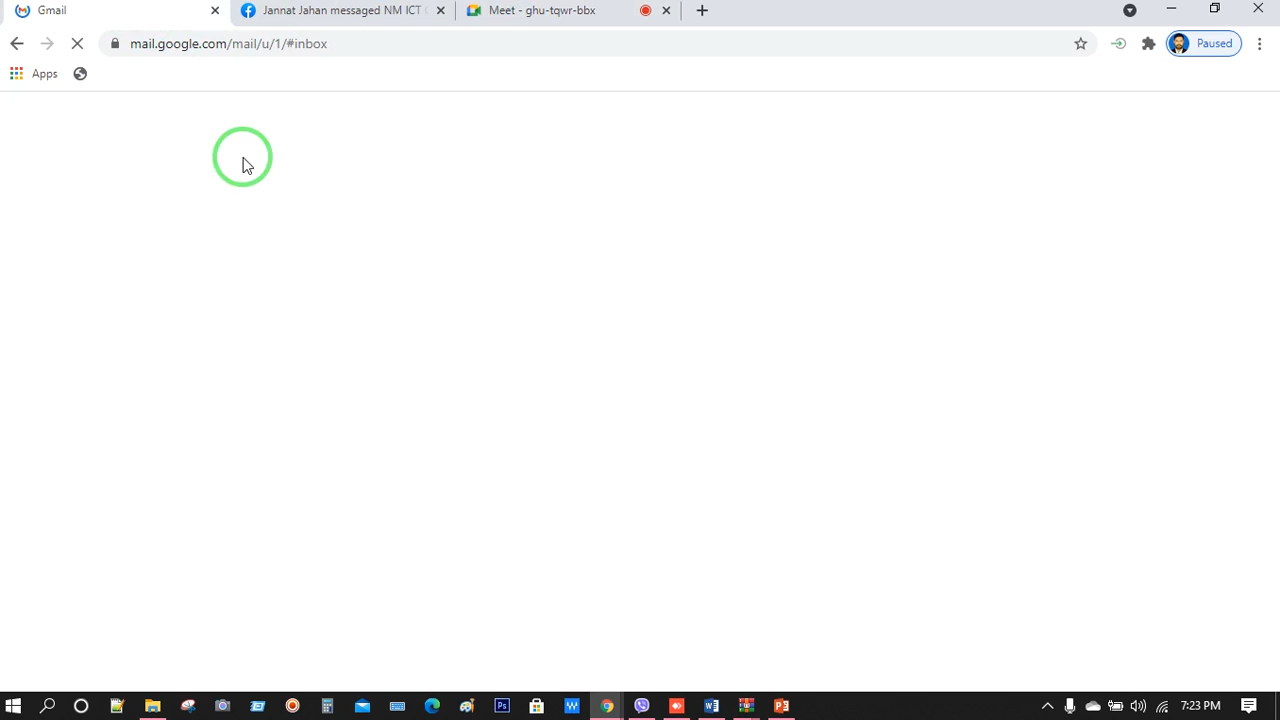 Gmail
Jannat Jahan messaged NM ICT
Meet - ghu-tqwr-bbx
mail.google.com/mail/u/1/#inbox
Paused
Apps
Ps
W
7:23 PM